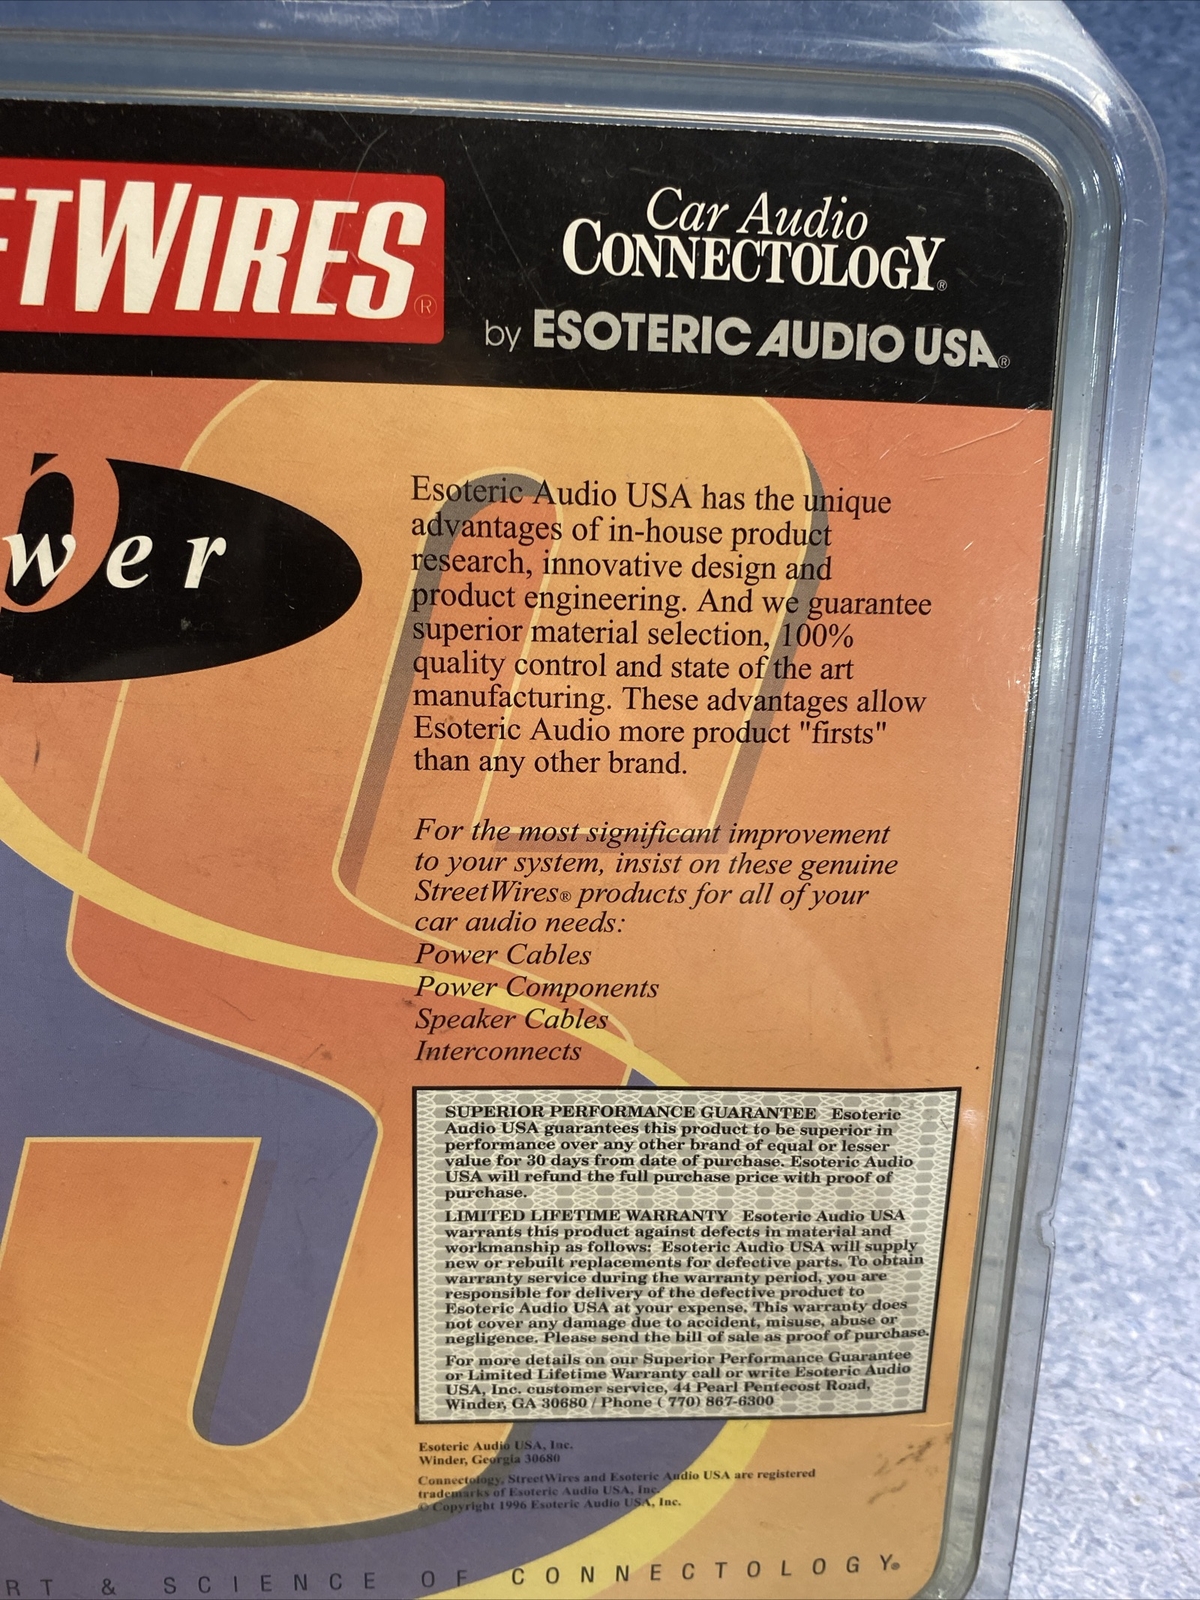 ETWIRES®
Car Audio
CONNECTOLOGY®
by ESOTERIC AUDIO USA®
wer
Esoteric Audio USA has the unique
advantages of in-house product
research, innovative design and
product engineering. And we guarantee
superior material selection, 100%
quality control and state of the art
manufacturing. These advantages allow
Esoteric Audio more product "firsts"
than any other brand.
For the most significant improvement
to your system, insist on these genuine
StreetWires® products for all of your
car audio needs:
Power Cables
Power Components
Speaker Cables
Interconnects
SUPERIOR PERFORMANCE GUARANTEE Esoteric
Audio USA guarantees this product to be superior in
performance over any other brand of equal or lesser
value for 30 days from date of purchase. Esoteric Audio
USA will refund the full purchase price with proof of
purchase.
LIMITED LIFETIME WARRANTY Esoteric Audio USA
warrants this product against defects in material and
workmanship as follows: Esoteric Audio USA will supply
new or rebuilt replacements for defective parts. To obtain
warranty service during the warranty period, you are
responsible for delivery of the defective product to
Esoteric Audio USA at your expense. This warranty does
not cover any damage due to accident, misuse, abuse or
negligence. Please send the bill of sale as proof of purchase.
For more details on our Superior Performance Guarantee
or Limited Lifetime Warranty call or write Esoteric Audio
USA, Inc. customer service, 44 Pearl Pentecost Road,
Winder, GA 30680 / Phone ( 770) 867-6300
Esoteric Audio USA, Inc.
Winder, Georgia 30680
Connectology, StreetWires and Esoteric Audio USA are registered
trademarks of Esoteric Audio USA, Inc.
© Copyright 1996 Esoteric Audio USA, Inc.
RT & SCIENCE OF CONNECTOLOGY®